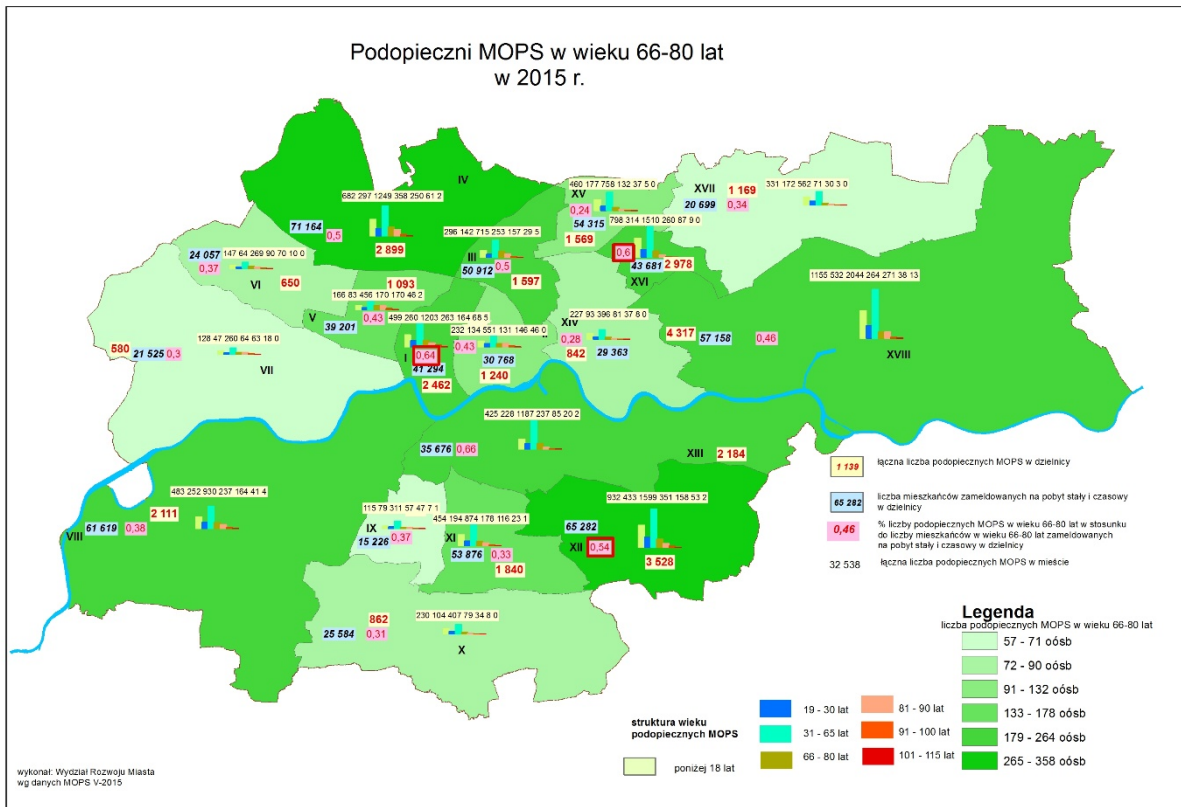 Podopieczni MOPS w wieku 66-80 lat
w 2015 r.
IV
682 297 1249 358 250 61 2
71 164
0,5
2 899
460 177 758 132 37 5 0
XV
0,24
54 315
1 569
XVII
1 169
20 699
0,34
331 172 562 71 30 3 0
798 314 1510 260 87 9 0
0,6
43 681
2 978
XVI
296 142 715 253 157 29 5
III
0,5
50 912
1 597
24 057
0,37
147 64 269 90 70 10 0
VI
650
1 093
166 83 456 170 170 46 2
V
0,43
39 201
1155 532 2044 264 271 38 13
4 317
57 158
0,46
XVIII
499 260 1203 263 164 68 5
I
0,64
41 294
2 462
232 134 551 131 146 46 0
0,43
30 768
1 240
227 93 396 81 37 8 0
XIV
0,28
842
29 363
128 47 260 64 63 18 0
580
21 525
0,3
VII
425 228 1187 237 85 20 2
35 676
0,66
XIII
2 184
483 252 930 237 164 41 4
2 111
61 619
0,38
VIII
115 79 311 57 47 7 1
IX
0,37
15 226
454 194 874 178 116 23 1
XI
0,33
53 876
1 840
932 433 1599 351 158 53 2
65 282
XII
0,54
3 528
862
230 104 407 79 34 8 0
25 584
0,31
X
1 139
łączna liczba podopiecznych MOPS w dzielnicy
65 282
liczba mieszkańców zameldowanych na pobyt stały i czasowy
w dzielnicy
0,46
% liczby podopiecznych MOPS w wieku 66-80 lat w stosunku
do liczby mieszkańców w wieku 66-80 lat zameldowanych
na pobyt stały i czasowy w dzielnicy
32 538
łączna liczba podopiecznych MOPS w mieście
Legenda
liczba podopiecznych MOPS w wieku 66-80 lat
57 - 71 oósb
72 - 90 oósb
91 - 132 oósb
133 - 178 oósb
179 - 264 oósb
265 - 358 oósb
struktura wieku
podopiecznych MOPS
poniżej 18 lat
19 - 30 lat
31 - 65 lat
66 - 80 lat
81 - 90 lat
91 - 100 lat
101 - 115 lat
wykonał: Wydział Rozwoju Miasta
wg danych MOPS V-2015